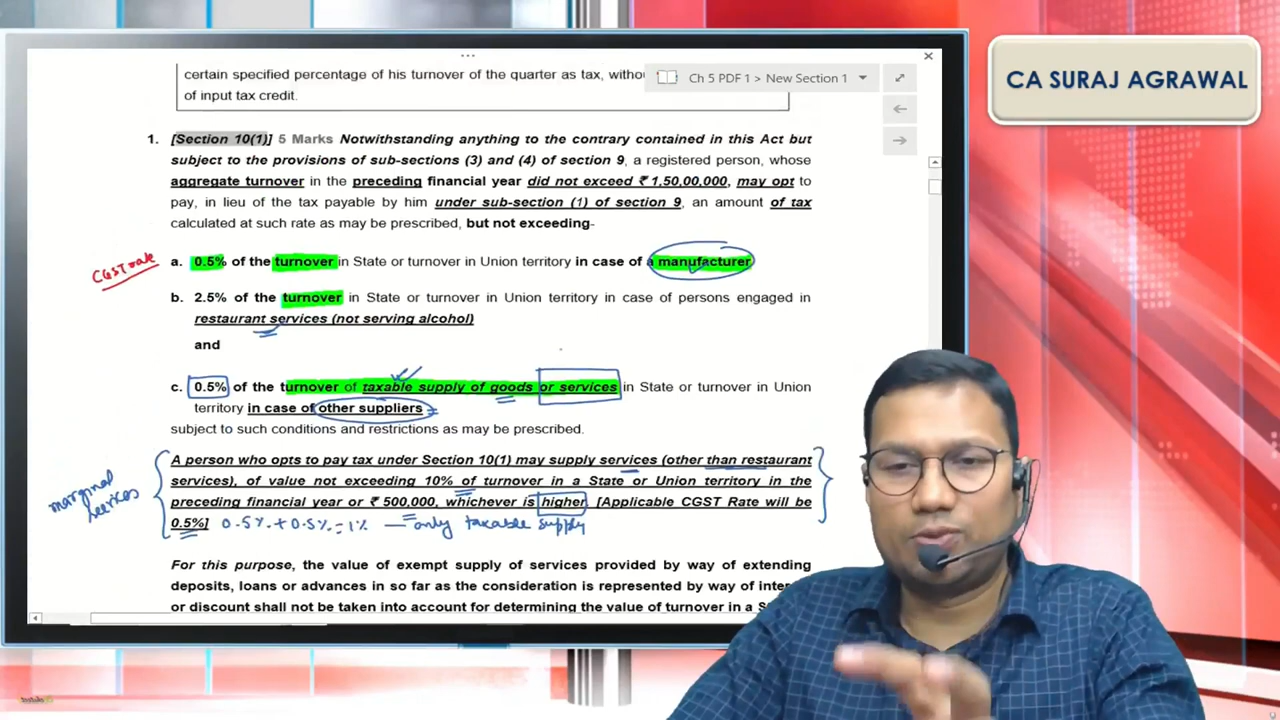 CA SURAJ AGRAWAL
Ch 5 PDF 1 > New Section 1
certain specified percentage of his turnover of the quarter as tax, withou
of input tax credit.
1. [Section 10(1)] 5 Marks Notwithstanding anything to the contrary contained in this Act but
subject to the provisions of sub-sections (3) and (4) of section 9, a registered person, whose
aggregate turnover in the preceding financial year did not exceed ₹ 1,50,00,000, may opt to
pay, in lieu of the tax payable by him under sub-section (1) of section 9, an amount of tax
calculated at such rate as may be prescribed, but not exceeding-
CGST rate
a. 0.5% of the turnover in State or turnover in Union territory in case of a manufacturer
b. 2.5% of the turnover in State or turnover in Union territory in case of persons engaged in
restaurant services (not serving alcohol)
and
c. 0.5% of the turnover of taxable supply of goods or services in State or turnover in Union
territory in case of other suppliers
subject to such conditions and restrictions as may be prescribed.
marginal
services
A person who opts to pay tax under Section 10(1) may supply services (other than restaurant
services), of value not exceeding 10% of turnover in a State or Union territory in the
preceding financial year or ₹ 500,000, whichever is higher [Applicable CGST Rate will be
0.5%] 0.5% + 0.5% = 1% — only taxable supply
For this purpose, the value of exempt supply of services provided by way of extending
deposits, loans or advances in so far as the consideration is represented by way of inter
or discount shall not be taken into account for determining the value of turnover in a S